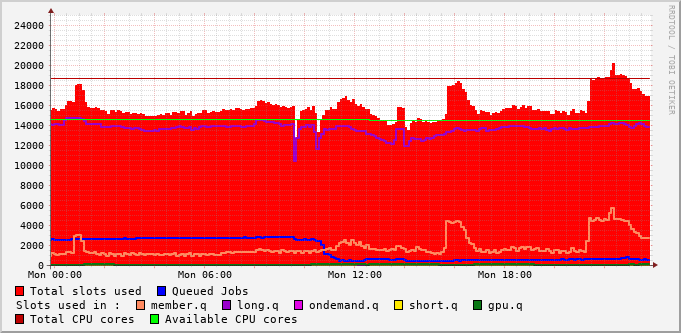 24000
22000
20000
18000
16000
14000
12000
10000
8000
6000
4000
2000
0
Mon 00:00 Mon 06:00 Mon 12:00 Mon 18:00
Total slots used Queued Jobs
Slots used in : member.q long.q ondemand.q short.q gpu.q
Total CPU cores Available CPU cores
RRDTOOL / TOBI OETIKER